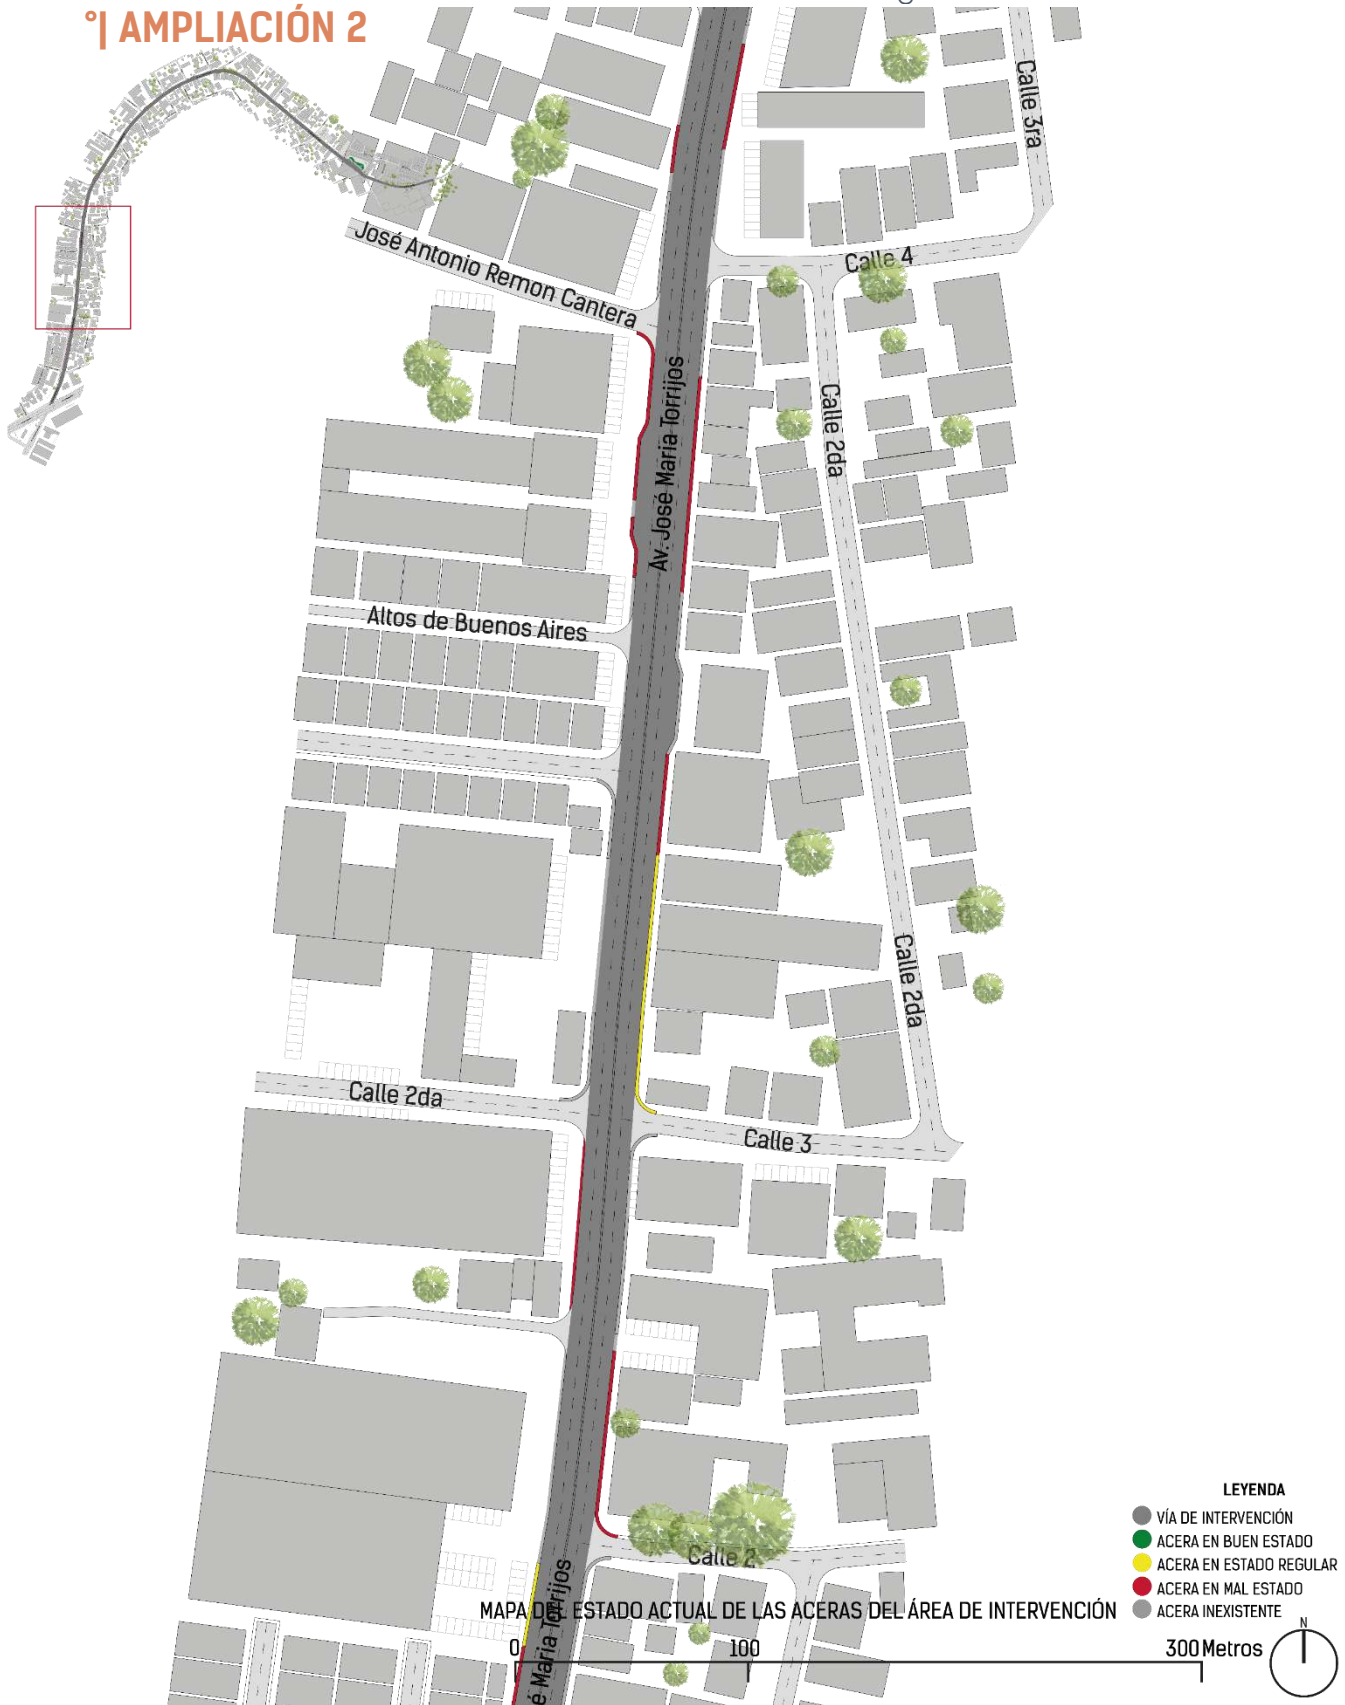 °| AMPLIACIÓN 2
Calle 3ra
José Antonio Remon Cantera
Calle 4
Av. José Maria Torrijos
Calle 2da
Altos de Buenos Aires
Calle 2da
Calle 2da
Calle 3
Calle 2
é Maria Torrijos
LEYENDA
VÍA DE INTERVENCIÓN
ACERA EN BUEN ESTADO
ACERA EN ESTADO REGULAR
ACERA EN MAL ESTADO
ACERA INEXISTENTE
MAPA DEL ESTADO ACTUAL DE LAS ACERAS DEL ÁREA DE INTERVENCIÓN
0 100 300 Metros
N